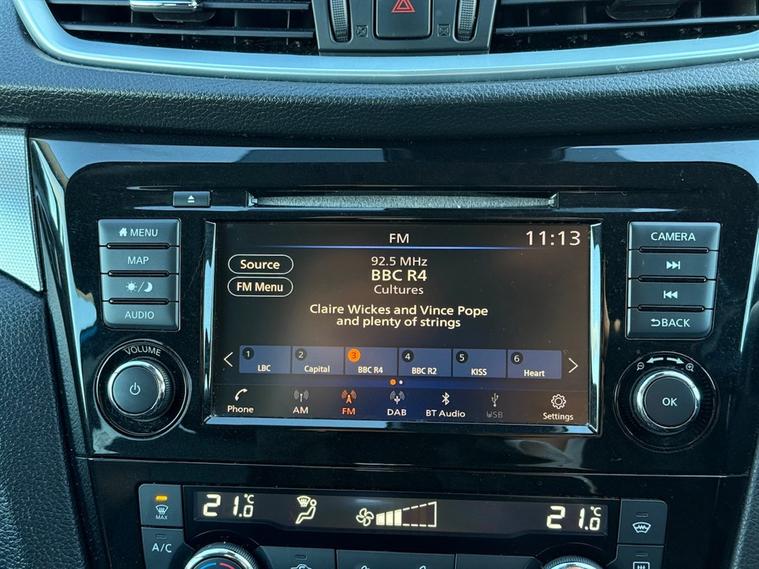 FM
11:13
MENU
MAP
AUDIO
CAMERA
BACK
Source
FM Menu
92.5 MHz
BBC R4
Cultures
Claire Wickes and Vince Pope
and plenty of strings
1 LBC
2 Capital
3 BBC R4
4 BBC R2
5 KISS
6 Heart
Phone
AM
FM
DAB
BT Audio
USB
Settings
VOLUME
OK
MAX
21.0 °C
21.0 °C
A/C